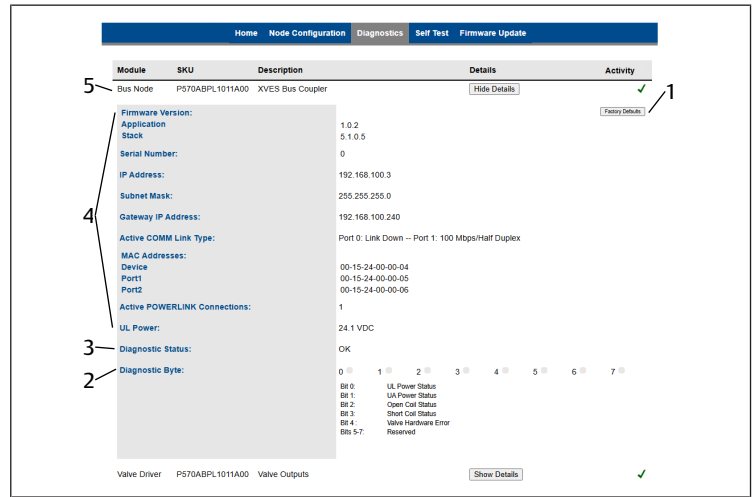 Home Node Configuration Diagnostics Self Test Firmware Update
Module SKU Description Details Activity
5 Bus Node P570ABPL1011A00 XVES Bus Coupler Hide Details 1
Firmware Version: Factory Defaults
Application 1.0.2
Stack 5.1.0.5
Serial Number: 0
IP Address: 192.168.100.3
Subnet Mask: 255.255.255.0
4 Gateway IP Address: 192.168.100.240
Active COMM Link Type: Port 0: Link Down -- Port 1: 100 Mbps/Half Duplex
MAC Addresses:
Device 00-15-24-00-00-04
Port1 00-15-24-00-00-05
Port2 00-15-24-00-00-06
Active POWERLINK Connections: 1
UL Power: 24.1 VDC
3 Diagnostic Status: OK
2 Diagnostic Byte: 0 1 2 3 4 5 6 7
Bit 0: UL Power Status
Bit 1: UA Power Status
Bit 2: Open Coil Status
Bit 3: Short Coil Status
Bit 4 : Valve Hardware Error
Bits 5-7: Reserved
Valve Driver P570ABPL1011A00 Valve Outputs Show Details